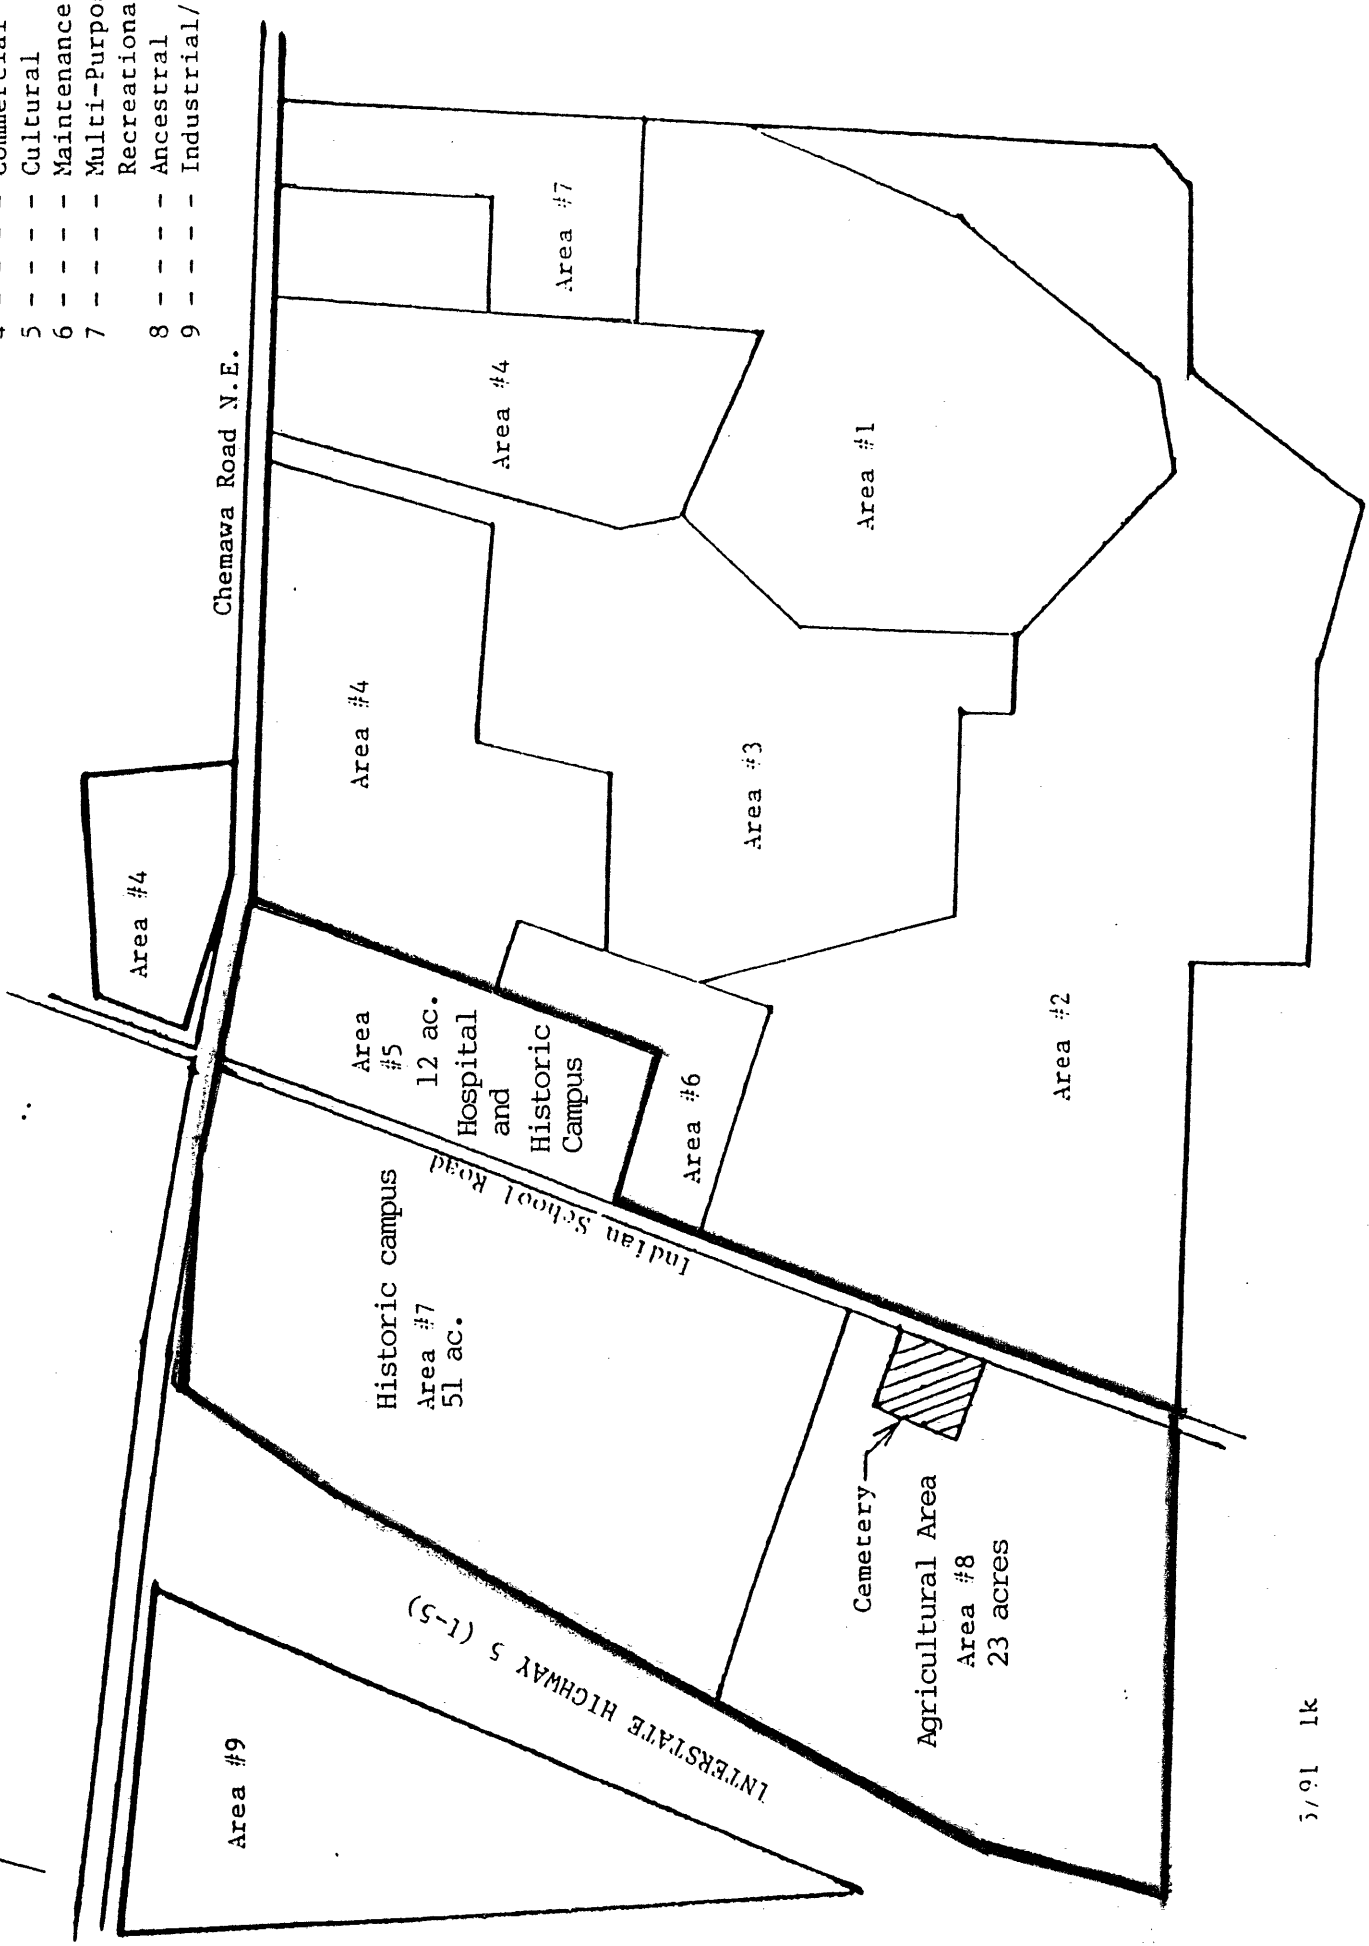 4 - - - - Commercial
5 - - - - Cultural
6 - - - - Maintenance
7 - - - - Multi-Purpo
Recreationa
8 - - - - Ancestral
9 - - - - Industrial/
Chemawa Road N.E.
Area #9
INTERSTATE HIGHWAY 5 (I-5)
Historic campus
Area #7
51 ac.
Indian School Road
Area
#5
12 ac.
Hospital
and
Historic
Campus
Area #4
Area #4
Area #4
Area #7
Area #6
Area #3
Area #1
Area #2
Cemetery
Agricultural Area
Area #8
23 acres
lk